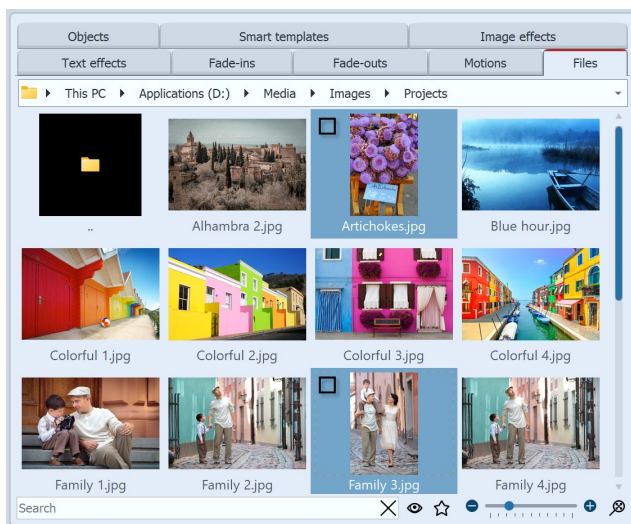 Objects Smart templates Image effects
Text effects Fade-ins Fade-outs Motions Files
This PC Applications (D:) Media Images Projects
.. Alhambra 2.jpg Artichokes.jpg Blue hour.jpg
Colorful 1.jpg Colorful 2.jpg Colorful 3.jpg Colorful 4.jpg
Family 1.jpg Family 2.jpg Family 3.jpg Family 4.jpg
Search